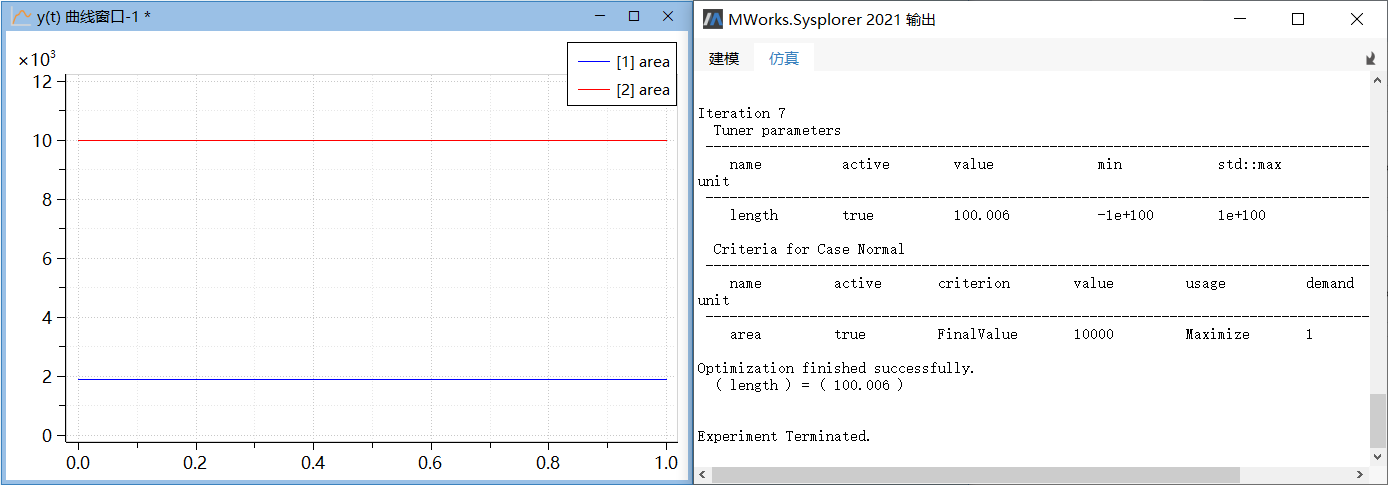 y(t) 曲线窗口-1 *
×10³
[1] area
[2] area
12
10
8
6
4
2
0
0.0 0.2 0.4 0.6 0.8 1.0
MWorks.Sysplorer 2021 输出
建模 仿真
Iteration 7
Tuner parameters
--------------------------------------------------------------------------------
name active value min std::max
unit
--------------------------------------------------------------------------------
length true 100.006 -1e+100 1e+100
Criteria for Case Normal
--------------------------------------------------------------------------------
name active criterion value usage demand
unit
--------------------------------------------------------------------------------
area true FinalValue 10000 Maximize 1
Optimization finished successfully.
( length ) = ( 100.006 )
Experiment Terminated.